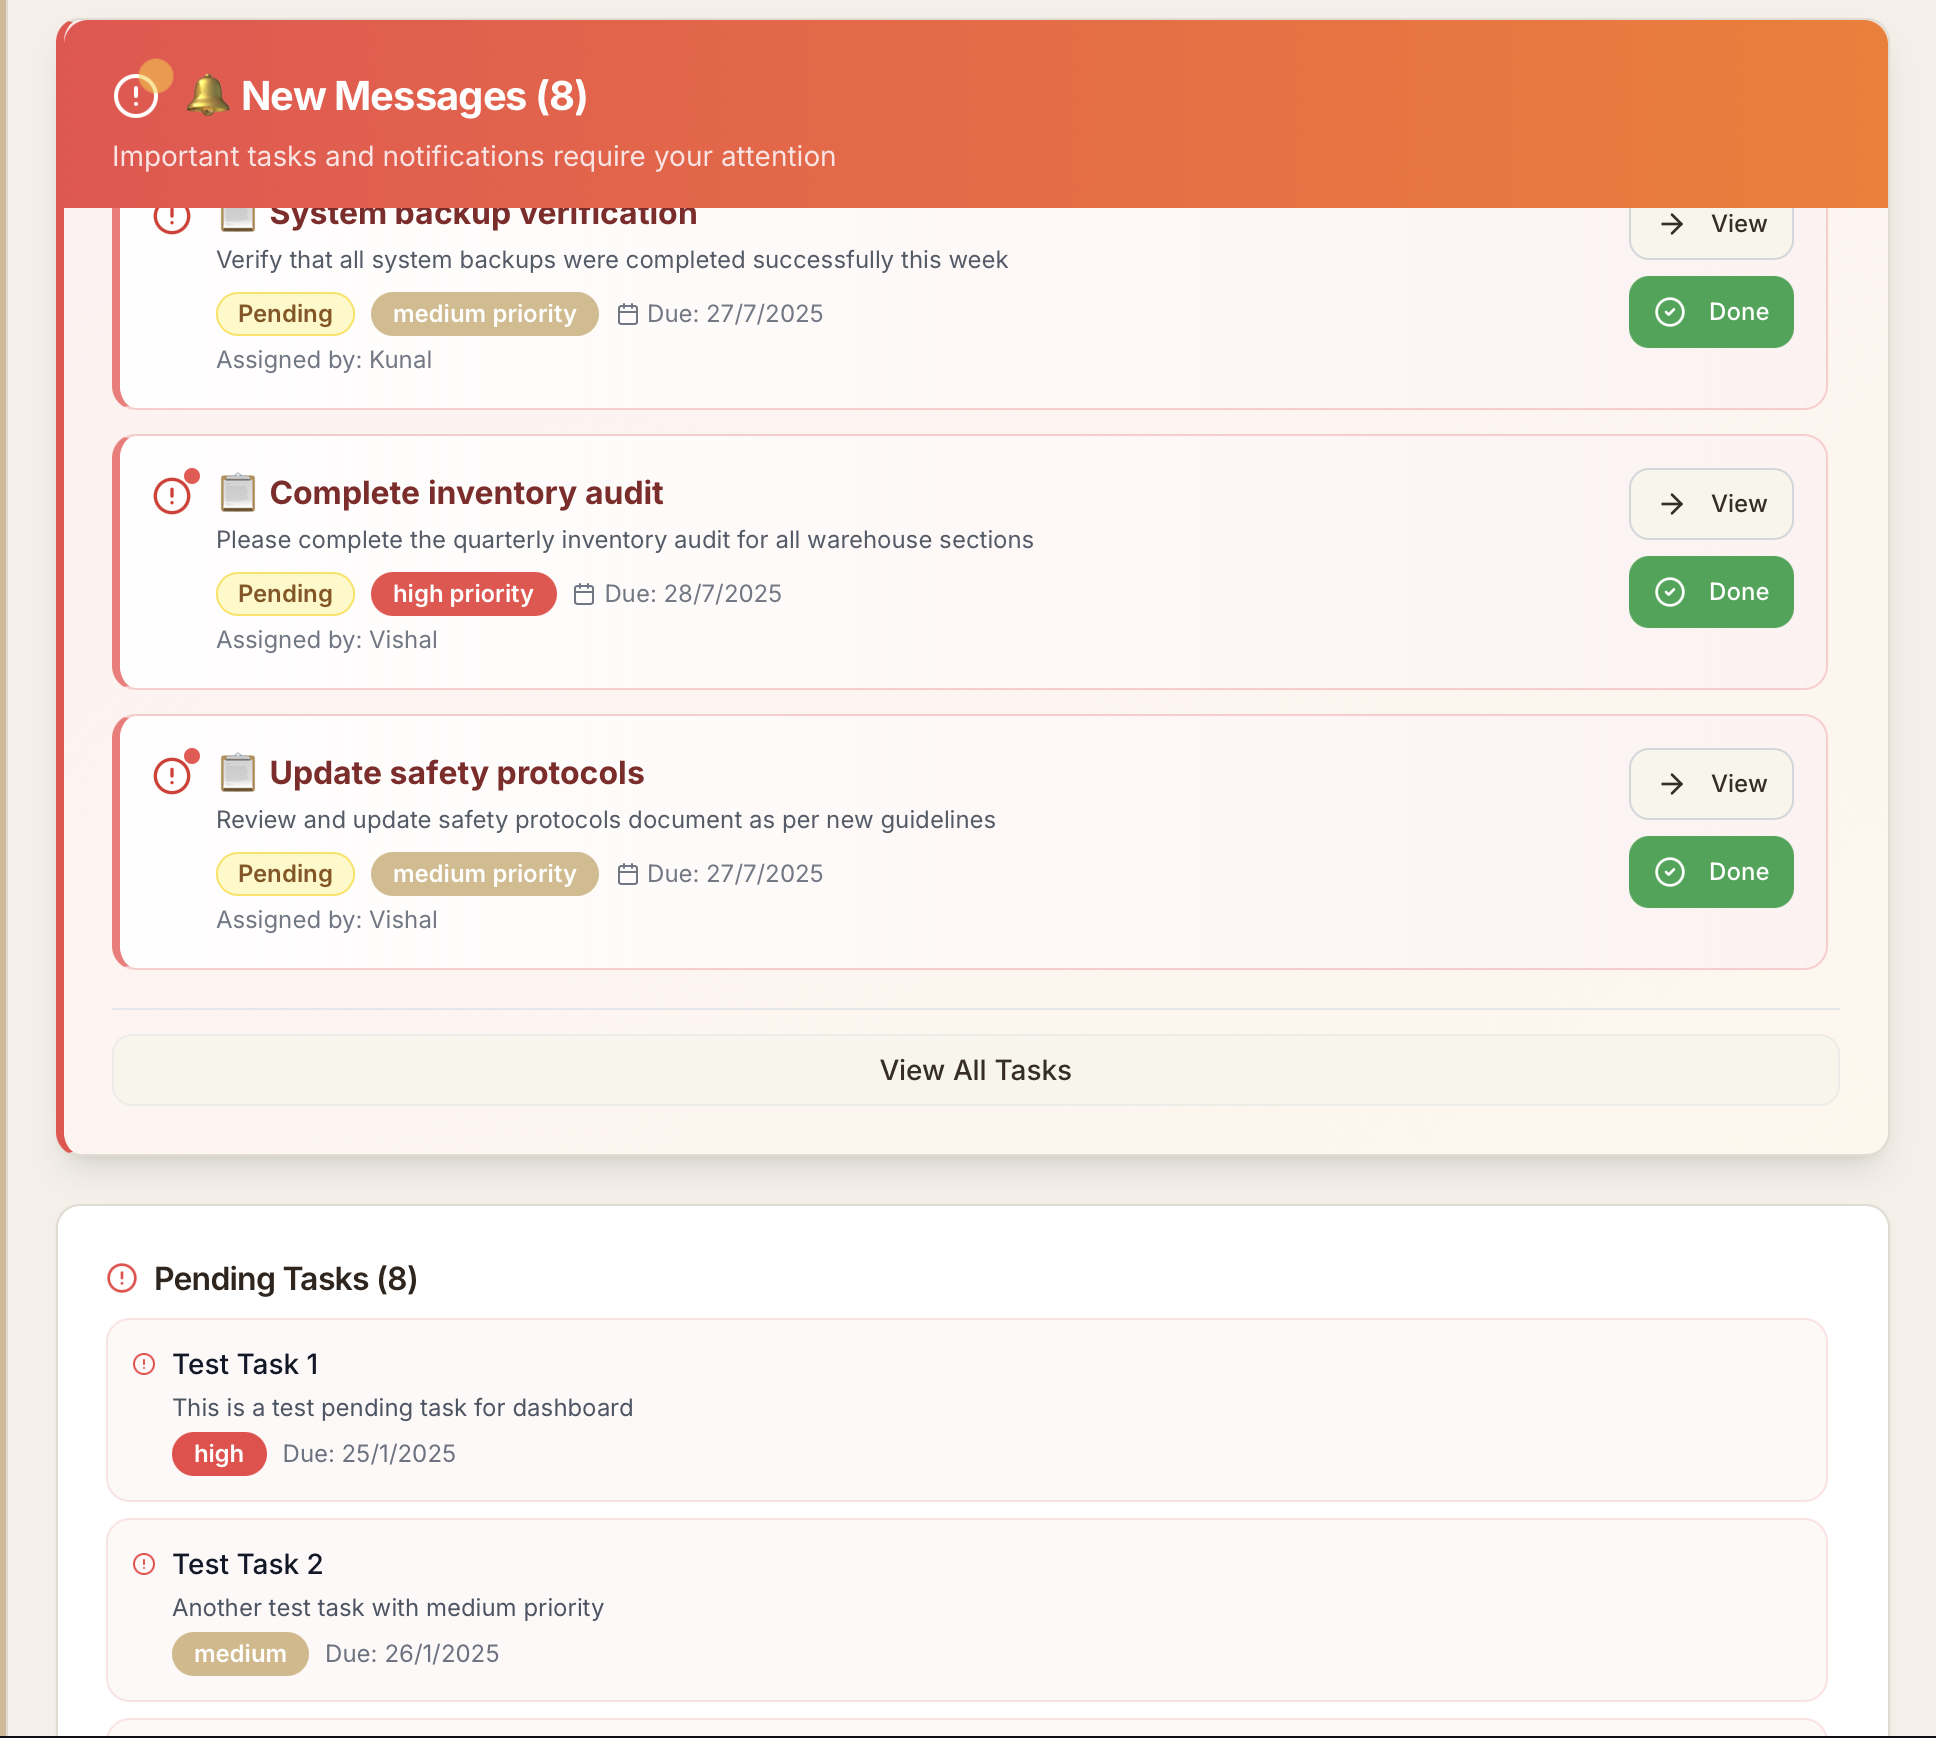 New Messages (8)
Important tasks and notifications require your attention
System backup verification
View
Verify that all system backups were completed successfully this week
Pending
medium priority
Due: 27/7/2025
Done
Assigned by: Kunal
Complete inventory audit
View
Please complete the quarterly inventory audit for all warehouse sections
Pending
high priority
Due: 28/7/2025
Done
Assigned by: Vishal
Update safety protocols
View
Review and update safety protocols document as per new guidelines
Pending
medium priority
Due: 27/7/2025
Done
Assigned by: Vishal
View All Tasks
Pending Tasks (8)
Test Task 1
This is a test pending task for dashboard
high
Due: 25/1/2025
Test Task 2
Another test task with medium priority
medium
Due: 26/1/2025